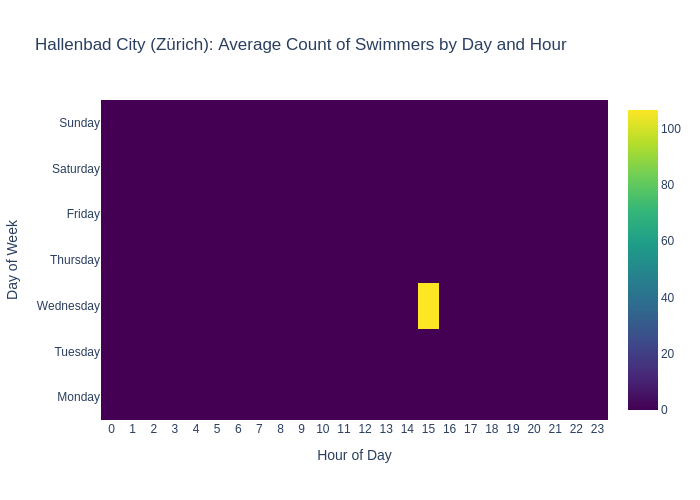 Hallenbad City (Zürich): Average Count of Swimmers by Day and Hour
Sunday
Saturday
Friday
Thursday
Wednesday
Tuesday
Monday
Day of Week
0 1 2 3 4 5 6 7 8 9 10 11 12 13 14 15 16 17 18 19 20 21 22 23
Hour of Day
100
80
60
40
20
0